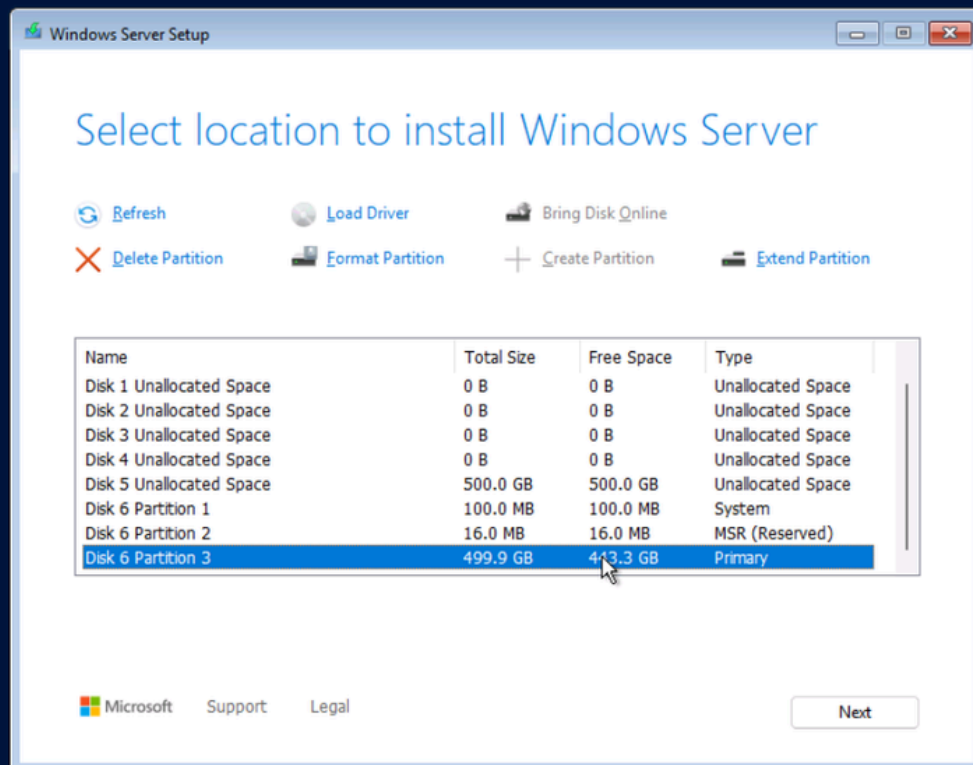 Windows Server Setup
Select location to install Windows Server
Refresh Load Driver Bring Disk Online
Delete Partition Format Partition Create Partition Extend Partition
Name Total Size Free Space Type
Disk 1 Unallocated Space 0 B 0 B Unallocated Space
Disk 2 Unallocated Space 0 B 0 B Unallocated Space
Disk 3 Unallocated Space 0 B 0 B Unallocated Space
Disk 4 Unallocated Space 0 B 0 B Unallocated Space
Disk 5 Unallocated Space 500.0 GB 500.0 GB Unallocated Space
Disk 6 Partition 1 100.0 MB 100.0 MB System
Disk 6 Partition 2 16.0 MB 16.0 MB MSR (Reserved)
Disk 6 Partition 3 499.9 GB 443.3 GB Primary
Microsoft Support Legal Next